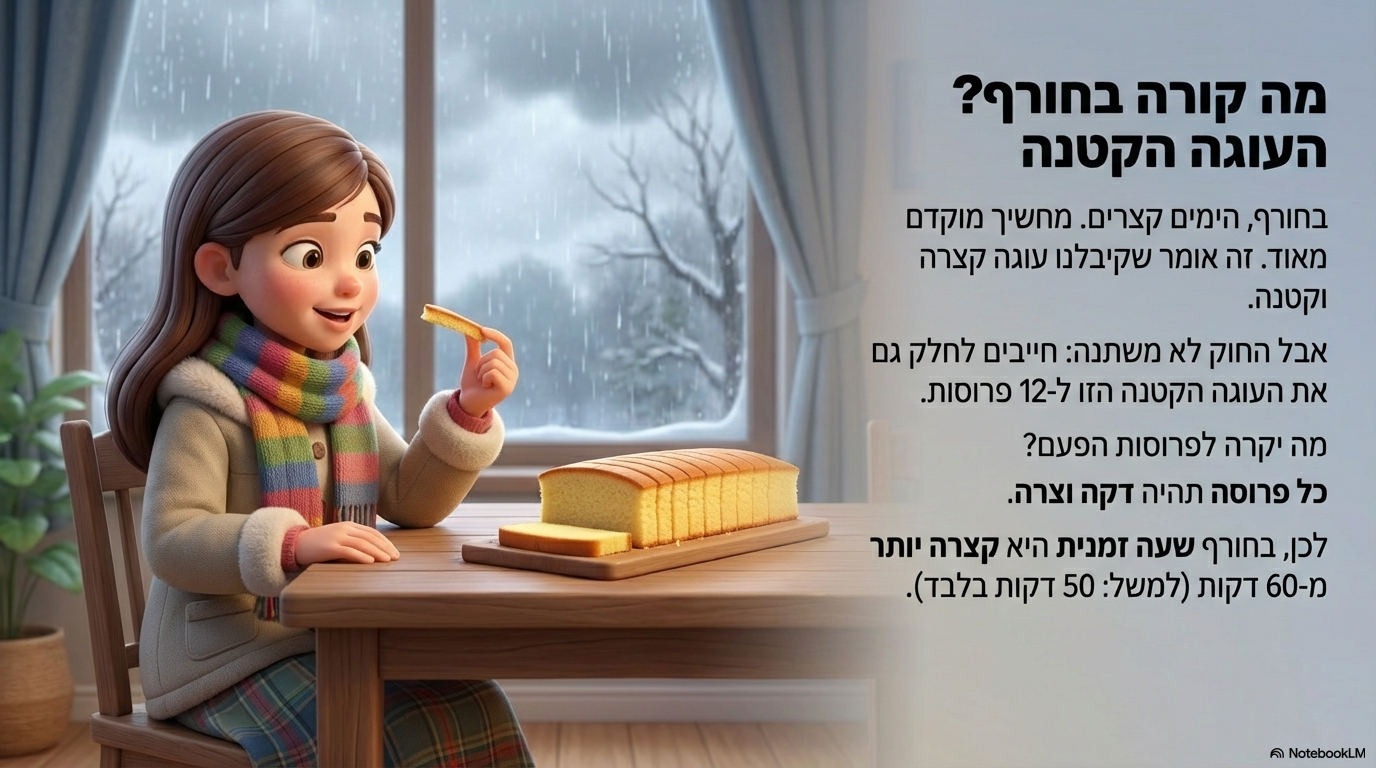 מה קורה בחורף?
העוגה הקטנה
בחורף, הימים קצרים. מחשיך מוקדם
מאוד. זה אומר שקיבלנו עוגה קצרה
וקטנה.
אבל החוק לא משתנה: חייבים לחלק גם
את העוגה הקטנה הזו ל-12 פרוסות.
מה יקרה לפרוסות הפעם?
כל פרוסה תהיה דקה וצרה.
לכן, בחורף שעה זמנית היא קצרה יותר
מ-60 דקות (למשל: 50 דקות בלבד).
NotebookLM